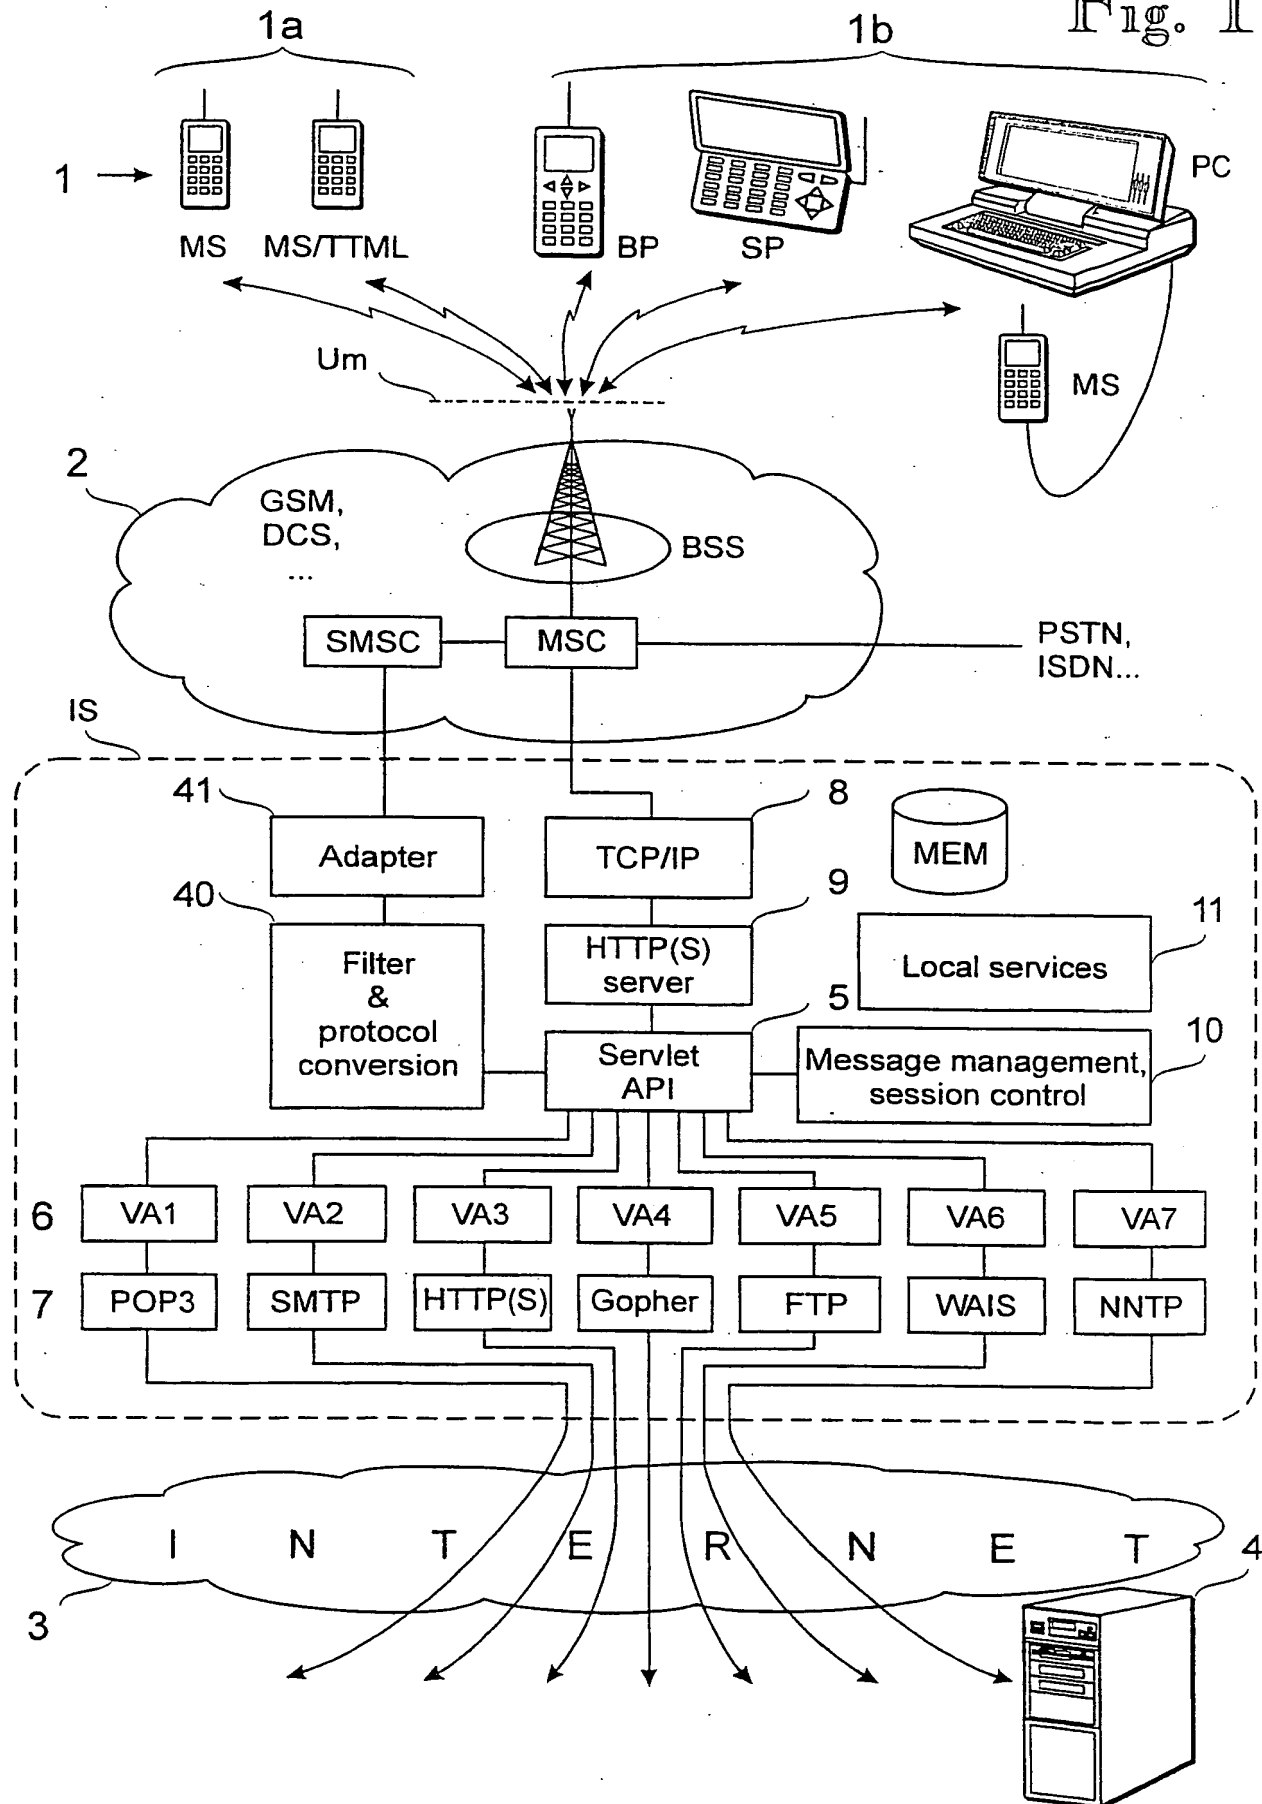 Fig. 1
1a
1b
1
PC
MS
MS/TTML
BP
SP
Um
MS
2
GSM,
DCS,
...
BSS
SMSC
MSC
PSTN,
ISDN...
IS
41
8
Adapter
TCP/IP
MEM
40
9
11
HTTP(S)
server
Filter
&
protocol
conversion
Local services
5
10
Servlet
API
Message management,
session control
6
VA1
VA2
VA3
VA4
VA5
VA6
VA7
7
POP3
SMTP
HTTP(S)
Gopher
FTP
WAIS
NNTP
I N T E R N E T
4
3